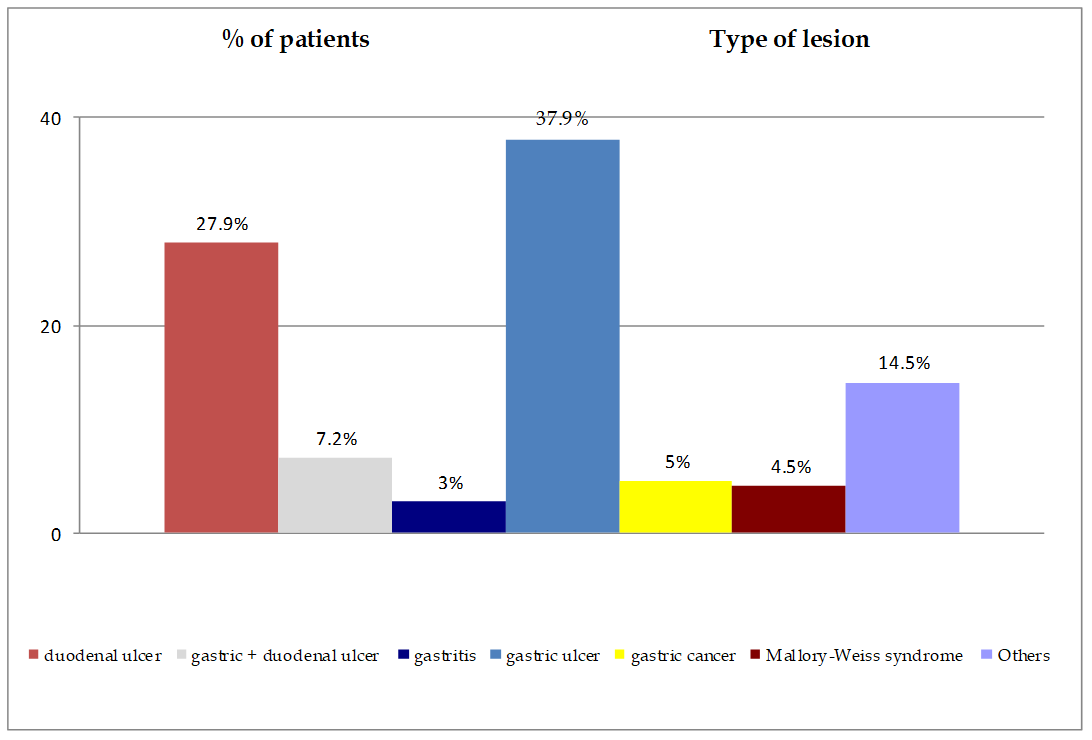 % of patients
Type of lesion
40
37.9%
27.9%
20
14.5%
7.2%
5%
4.5%
3%
0
duodenal ulcer
gastric + duodenal ulcer
gastritis
gastric ulcer
gastric cancer
Mallory-Weiss syndrome
Others